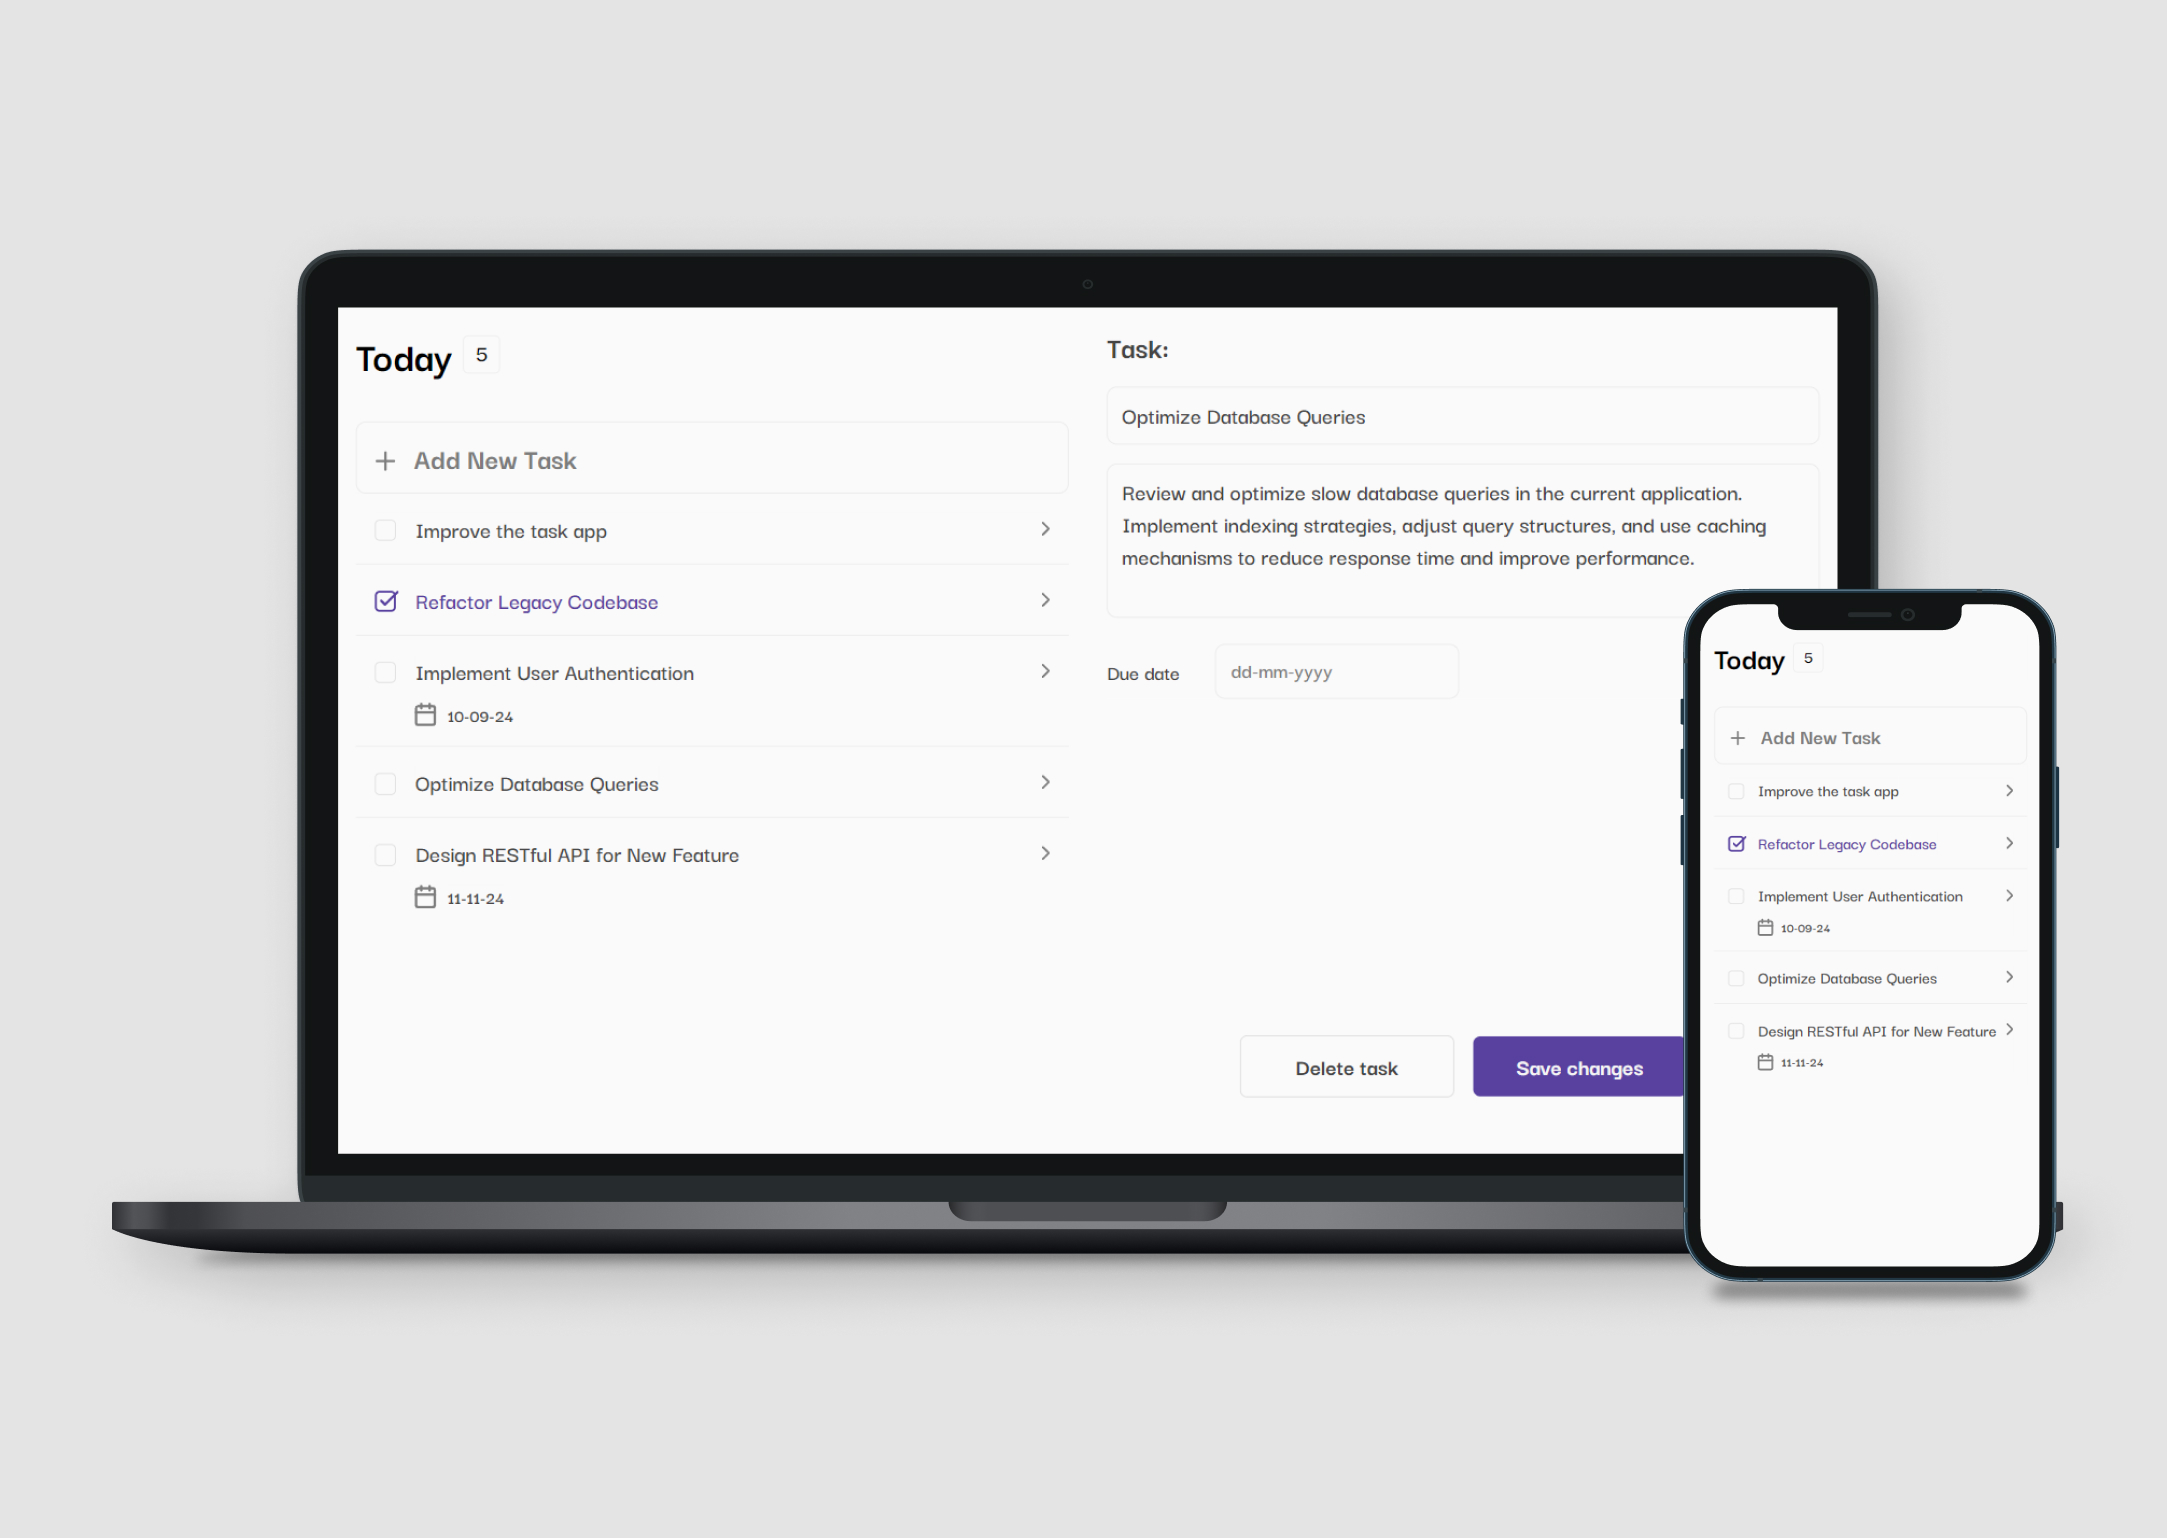 Today 5
Add New Task
Improve the task app
Refactor Legacy Codebase
Implement User Authentication
10-09-24
Optimize Database Queries
Design RESTful API for New Feature
11-11-24
Task:
Optimize Database Queries
Review and optimize slow database queries in the current application.
Implement indexing strategies, adjust query structures, and use caching
mechanisms to reduce response time and improve performance.
Due date dd-mm-yyyy
Delete task Save changes
Today 5
Add New Task
Improve the task app
Refactor Legacy Codebase
Implement User Authentication
10-09-24
Optimize Database Queries
Design RESTful API for New Feature
11-11-24